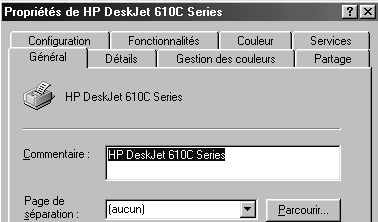 Propriétés de HP DeskJet 610C Series
Configuration Fonctionnalités Couleur Services
Général Détails Gestion des couleurs Partage
HP DeskJet 610C Series
Commentaire : HP DeskJet 610C Series
Page de
séparation : (aucun) Parcourir...